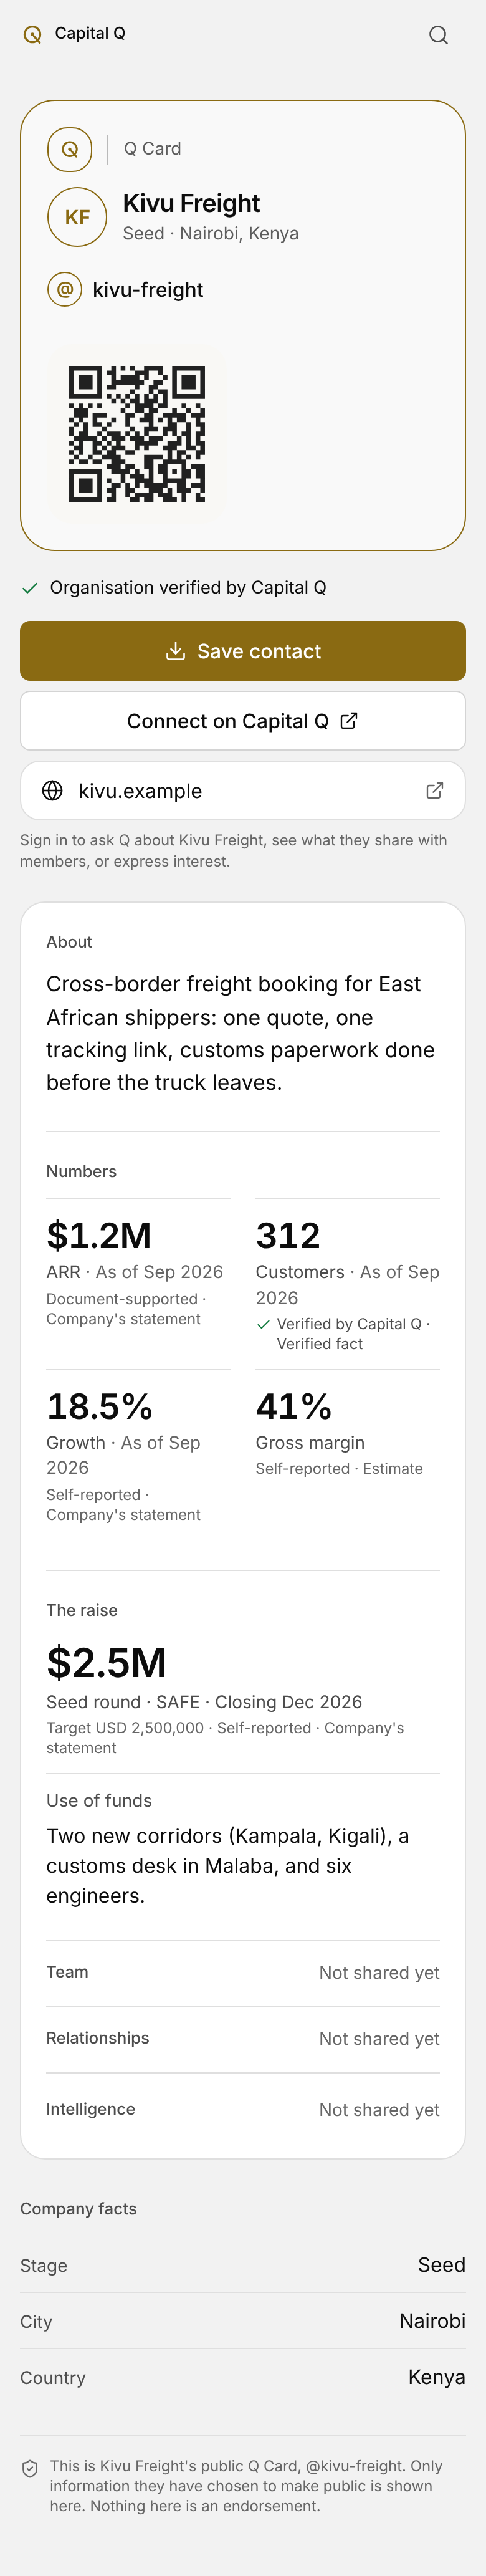 Capital Q
Q Card
KF
Kivu Freight
Seed · Nairobi, Kenya
@ kivu-freight
Organisation verified by Capital Q
Save contact
Connect on Capital Q
kivu.example
Sign in to ask Q about Kivu Freight, see what they share with
members, or express interest.
About
Cross-border freight booking for East
African shippers: one quote, one
tracking link, customs paperwork done
before the truck leaves.
Numbers
$1.2M
ARR · As of Sep 2026
Document-supported ·
Company's statement
312
Customers · As of Sep
2026
Verified by Capital Q ·
Verified fact
18.5%
Growth · As of Sep
2026
Self-reported ·
Company's statement
41%
Gross margin
Self-reported · Estimate
The raise
$2.5M
Seed round · SAFE · Closing Dec 2026
Target USD 2,500,000 · Self-reported · Company's
statement
Use of funds
Two new corridors (Kampala, Kigali), a
customs desk in Malaba, and six
engineers.
Team Not shared yet
Relationships Not shared yet
Intelligence Not shared yet
Company facts
Stage Seed
City Nairobi
Country Kenya
This is Kivu Freight's public Q Card, @kivu-freight. Only
information they have chosen to make public is shown
here. Nothing here is an endorsement.